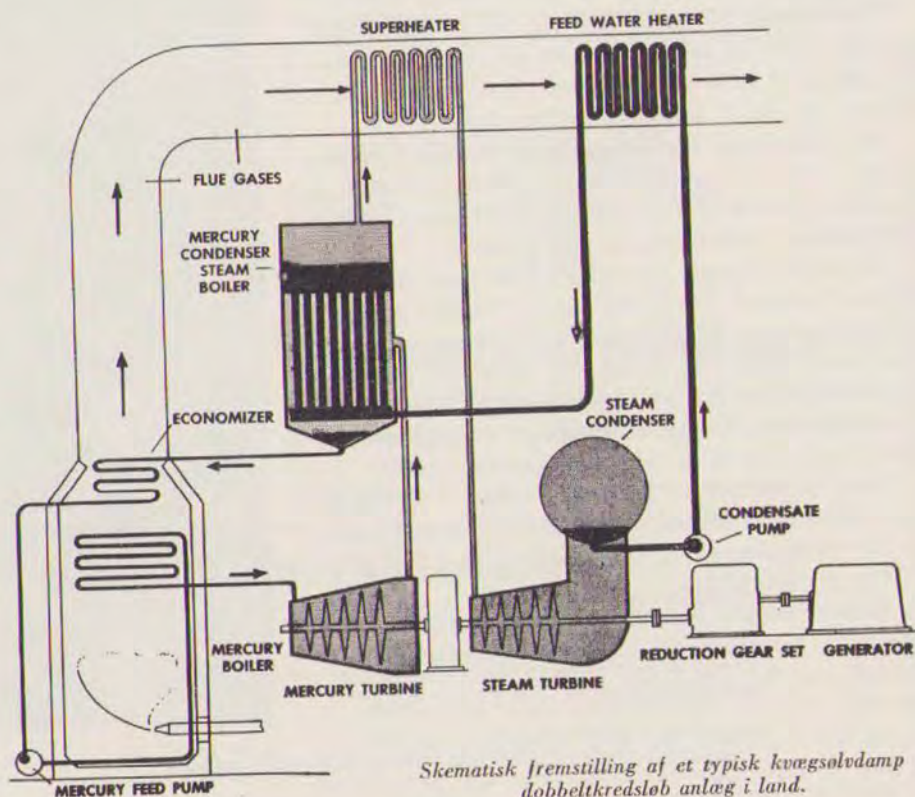 SUPERHEATER
FEED WATER HEATER
FLUE GASES
MERCURY
CONDENSER
STEAM
BOILER
ECONOMIZER
STEAM
CONDENSER
CONDENSATE
PUMP
MERCURY
BOILER
MERCURY TURBINE
STEAM TURBINE
REDUCTION GEAR SET
GENERATOR
MERCURY FEED PUMP
Skematisk fremstilling af et typisk kvægsølvdamp
dobbeltkredsløb anlæg i land.